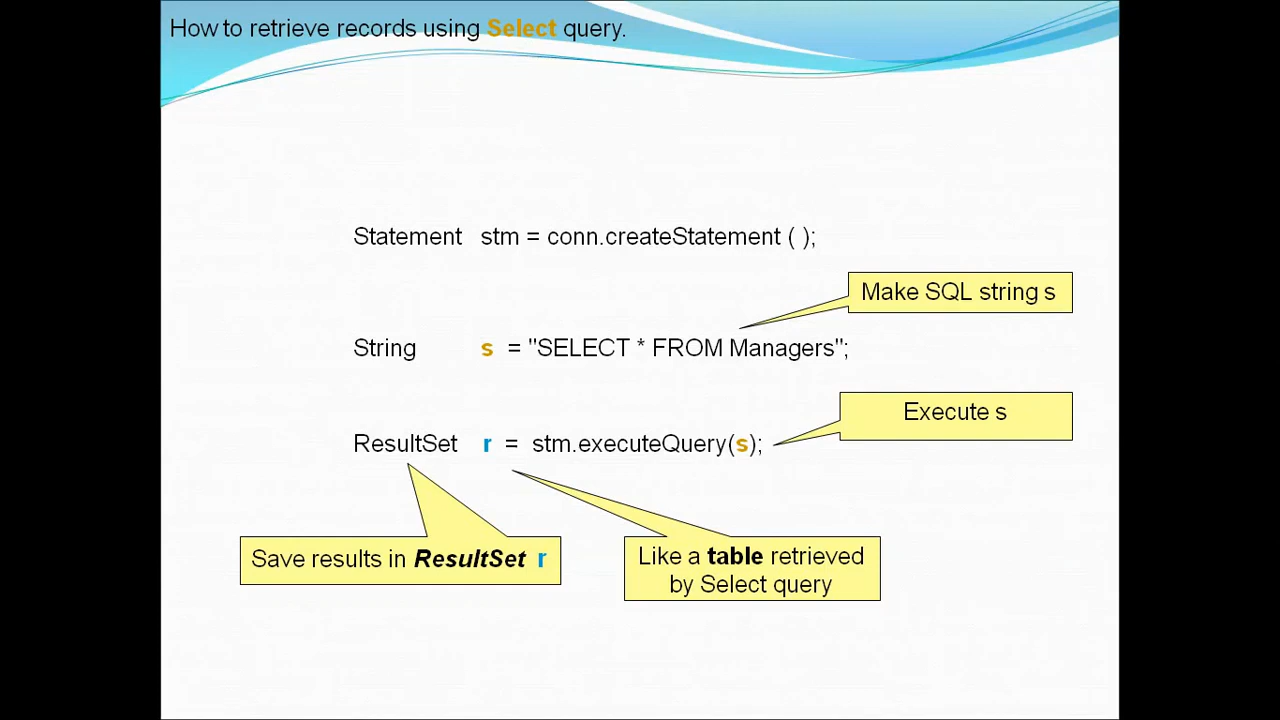 How to retrieve records using Select query.
Statement stm = conn.createStatement ( );
Make SQL string s
String s = "SELECT * FROM Managers";
Execute s
ResultSet r = stm.executeQuery(s);
Save results in ResultSet r
Like a table retrieved
by Select query